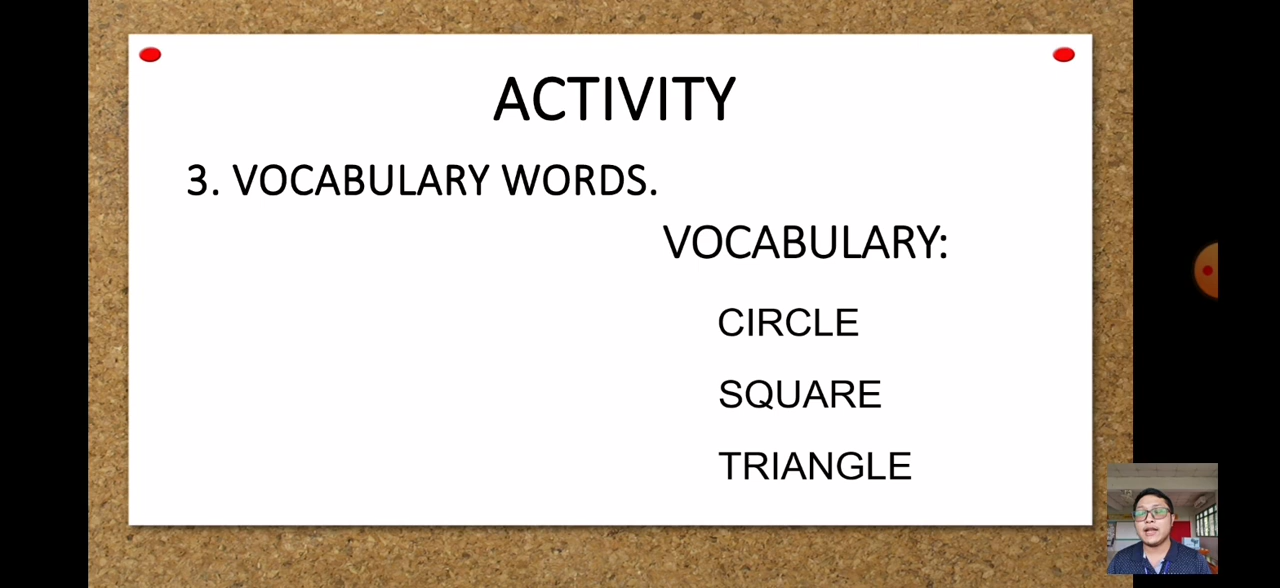 ACTIVITY
3. VOCABULARY WORDS.
VOCABULARY:
CIRCLE
SQUARE
TRIANGLE